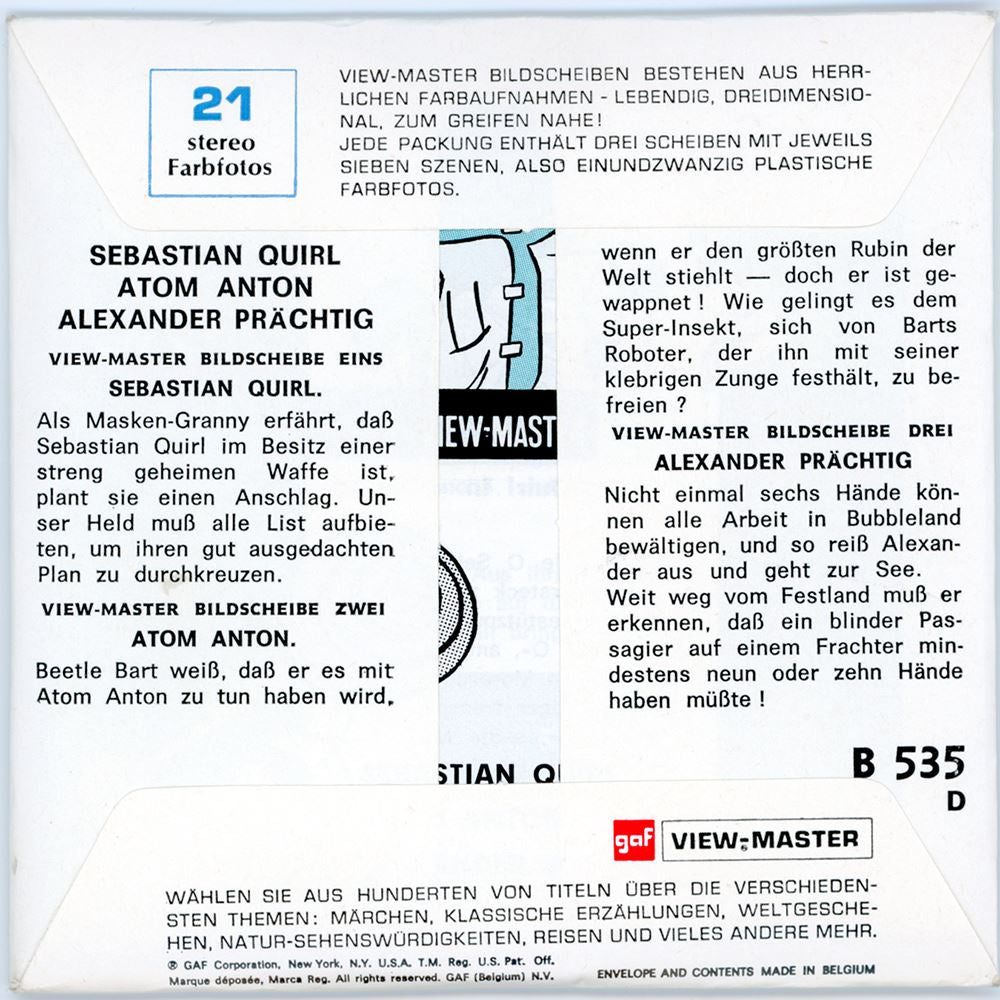 21
stereo
Farbfotos
VIEW-MASTER BILDSCHEIBEN BESTEHEN AUS HERR-
LICHEN FARBAUFNAHMEN - LEBENDIG, DREIDIMENSIO-
NAL, ZUM GREIFEN NAHE!
JEDE PACKUNG ENTHÄLT DREI SCHEIBEN MIT JEWEILS
SIEBEN SZENEN, ALSO EINUNDZWANZIG PLASTISCHE
FARBFOTOS.
SEBASTIAN QUIRL
ATOM ANTON
ALEXANDER PRÄCHTIG
VIEW-MASTER BILDSCHEIBE EINS
SEBASTIAN QUIRL.
Als Masken-Granny erfährt, daß
Sebastian Quirl im Besitz einer
streng geheimen Waffe ist,
plant sie einen Anschlag. Un-
ser Held muß alle List aufbie-
ten, um ihren gut ausgedachten
Plan zu durchkreuzen.
VIEW-MASTER BILDSCHEIBE ZWEI
ATOM ANTON.
Beetle Bart weiß, daß er es mit
Atom Anton zu tun haben wird,
IEW-MAST
STIAN QU
wenn er den größten Rubin der
Welt stiehlt — doch er ist ge-
wappnet! Wie gelingt es dem
Super-Insekt, sich von Barts
Roboter, der ihn mit seiner
klebrigen Zunge festhält, zu be-
freien ?
VIEW-MASTER BILDSCHEIBE DREI
ALEXANDER PRÄCHTIG
Nicht einmal sechs Hände kön-
nen alle Arbeit in Bubbleland
bewältigen, und so reiß Alexan-
der aus und geht zur See.
Weit weg vom Festland muß er
erkennen, daß ein blinder Pas-
sagier auf einem Frachter min-
destens neun oder zehn Hände
haben müßte !
B 535
D
gaf VIEW-MASTER
WÄHLEN SIE AUS HUNDERTEN VON TITELN ÜBER DIE VERSCHIEDEN-
STEN THEMEN: MÄRCHEN, KLASSISCHE ERZÄHLUNGEN, WELTGESCHE-
HEN, NATUR-SEHENSWÜRDIGKEITEN, REISEN UND VIELES ANDERE MEHR.
® GAF Corporation, New York, N.Y. U.S.A. T.M. Reg. U.S. Pat. Off.
Marque déposée, Marca Reg. All rights reserved. GAF (Belgium) N.V.
ENVELOPE AND CONTENTS MADE IN BELGIUM